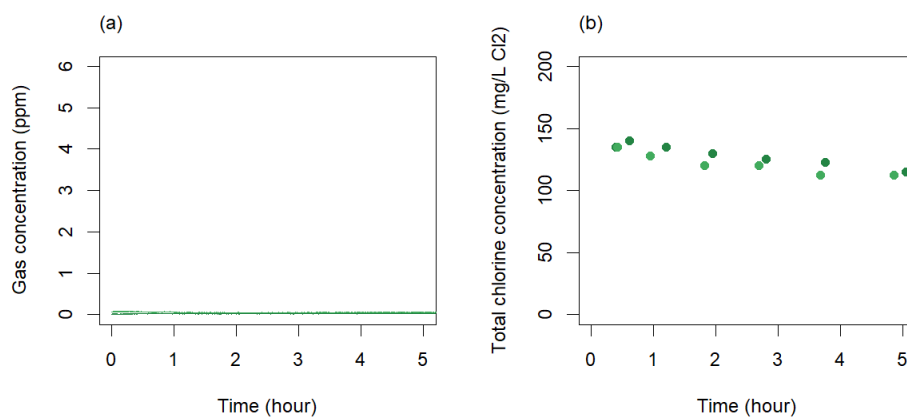 (a)
Gas concentration (ppm)
6
5
4
3
2
1
0
0 1 2 3 4 5
Time (hour)
(b)
Total chlorine concentration (mg/L Cl2)
200
150
100
50
0
0 1 2 3 4 5
Time (hour)